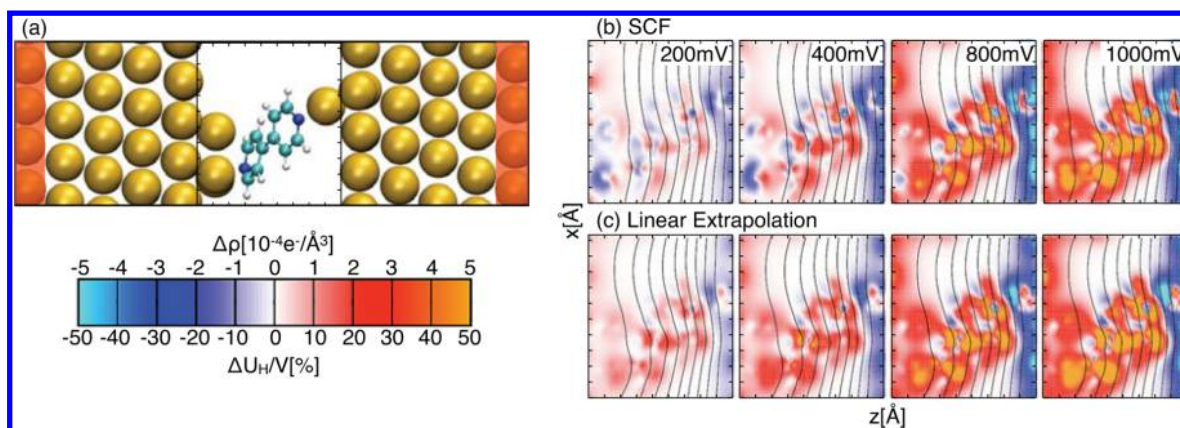 (a)
Δρ[10⁻⁴e⁻/Å³]
-5 -4 -3 -2 -1 0 1 2 3 4 5
-50 -40 -30 -20 -10 0 10 20 30 40 50
ΔU_H/V[%]
(b) SCF
200mV 400mV 800mV 1000mV
(c) Linear Extrapolation
x[Å]
z[Å]